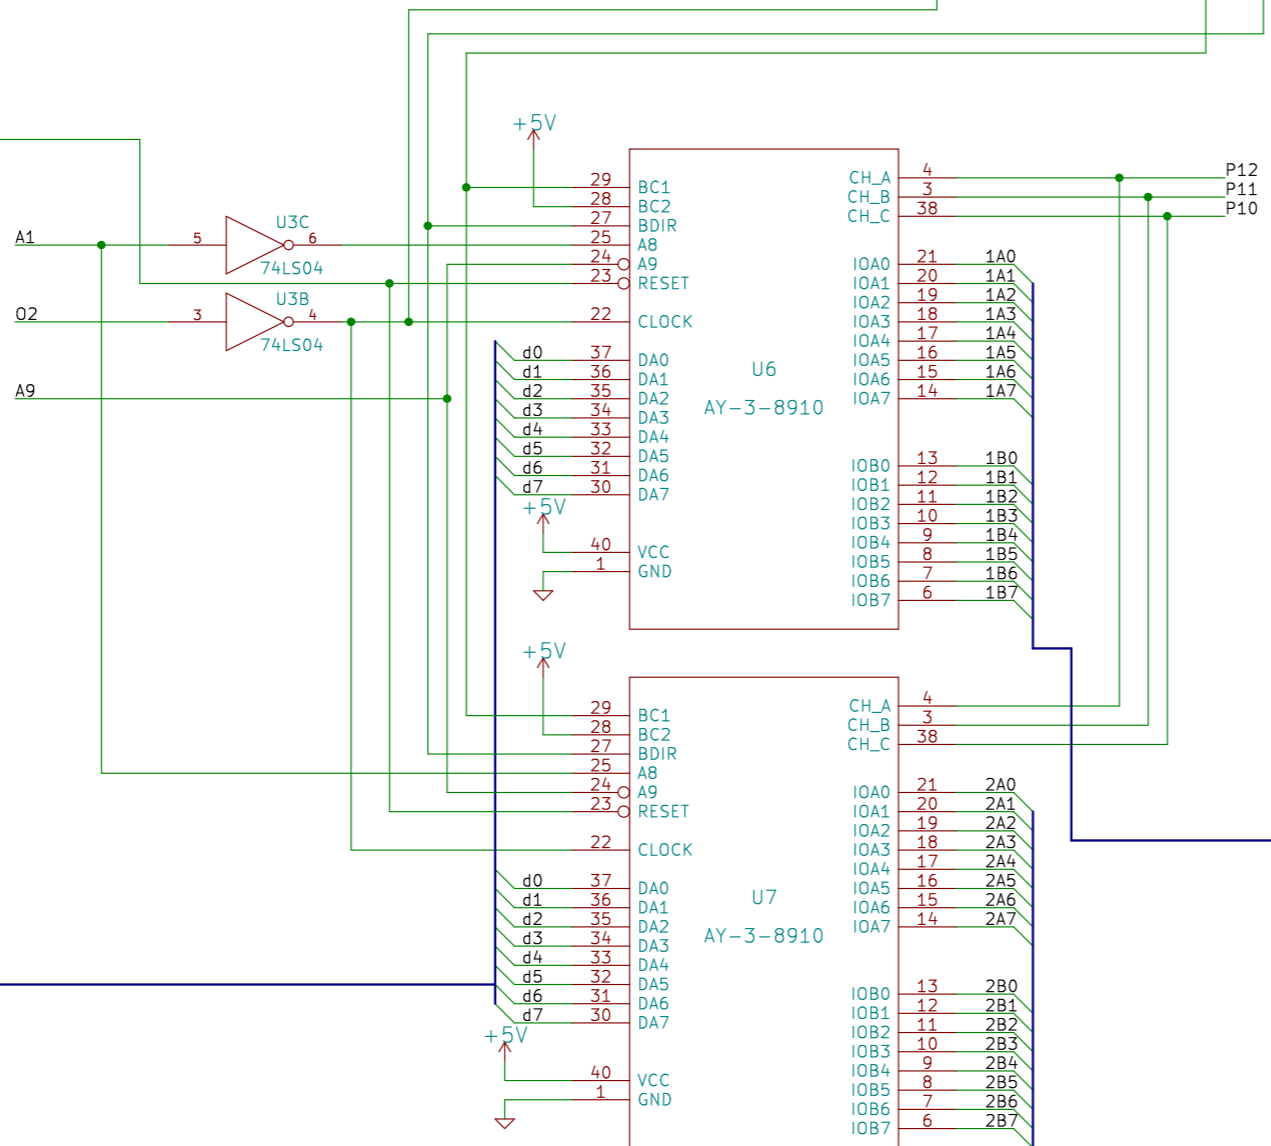 +5V
29 BC1
28 BC2
27 BDIR
25 A8
24 A9
23 RESET
22 CLOCK
A1
5
U3C
6
74LS04
O2
3
U3B
4
74LS04
A9
d0 37 DA0
d1 36 DA1
d2 35 DA2
d3 34 DA3
d4 33 DA4
d5 32 DA5
d6 31 DA6
d7 30 DA7
+5V
40 VCC
1 GND
U6
AY-3-8910
CH_A 4 P12
CH_B 3 P11
CH_C 38 P10
IOA0 21 1A0
IOA1 20 1A1
IOA2 19 1A2
IOA3 18 1A3
IOA4 17 1A4
IOA5 16 1A5
IOA6 15 1A6
IOA7 14 1A7
IOB0 13 1B0
IOB1 12 1B1
IOB2 11 1B2
IOB3 10 1B3
IOB4 9 1B4
IOB5 8 1B5
IOB6 7 1B6
IOB7 6 1B7
+5V
29 BC1
28 BC2
27 BDIR
25 A8
24 A9
23 RESET
22 CLOCK
d0 37 DA0
d1 36 DA1
d2 35 DA2
d3 34 DA3
d4 33 DA4
d5 32 DA5
d6 31 DA6
d7 30 DA7
+5V
40 VCC
1 GND
U7
AY-3-8910
CH_A 4
CH_B 3
CH_C 38
IOA0 21 2A0
IOA1 20 2A1
IOA2 19 2A2
IOA3 18 2A3
IOA4 17 2A4
IOA5 16 2A5
IOA6 15 2A6
IOA7 14 2A7
IOB0 13 2B0
IOB1 12 2B1
IOB2 11 2B2
IOB3 10 2B3
IOB4 9 2B4
IOB5 8 2B5
IOB6 7 2B6
IOB7 6 2B7